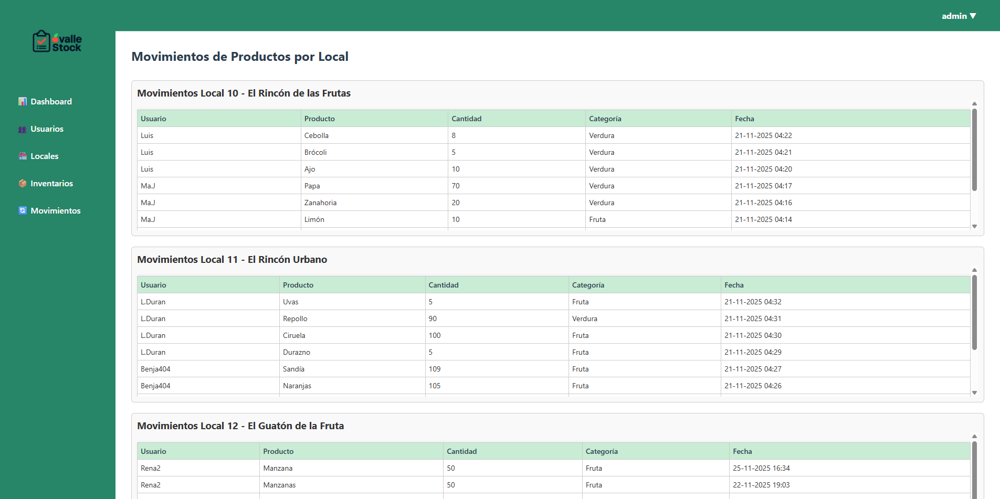 admin ▼
ovalle
Stock
Dashboard
Usuarios
Locales
Inventarios
Movimientos
Movimientos de Productos por Local
Movimientos Local 10 - El Rincón de las Frutas
Usuario Producto Cantidad Categoría Fecha
Luis Cebolla 8 Verdura 21-11-2025 04:22
Luis Brócoli 5 Verdura 21-11-2025 04:21
Luis Ajo 10 Verdura 21-11-2025 04:20
Ma.J Papa 70 Verdura 21-11-2025 04:17
Ma.J Zanahoria 20 Verdura 21-11-2025 04:16
Ma.J Limón 10 Fruta 21-11-2025 04:14
Movimientos Local 11 - El Rincón Urbano
Usuario Producto Cantidad Categoría Fecha
L.Duran Uvas 5 Fruta 21-11-2025 04:32
L.Duran Repollo 90 Verdura 21-11-2025 04:31
L.Duran Ciruela 100 Fruta 21-11-2025 04:30
L.Duran Durazno 5 Fruta 21-11-2025 04:29
Benja404 Sandía 109 Fruta 21-11-2025 04:27
Benja404 Naranjas 105 Fruta 21-11-2025 04:26
Movimientos Local 12 - El Guatón de la Fruta
Usuario Producto Cantidad Categoría Fecha
Rena2 Manzana 50 Fruta 25-11-2025 16:34
Rena2 Manzanas 50 Fruta 22-11-2025 19:03